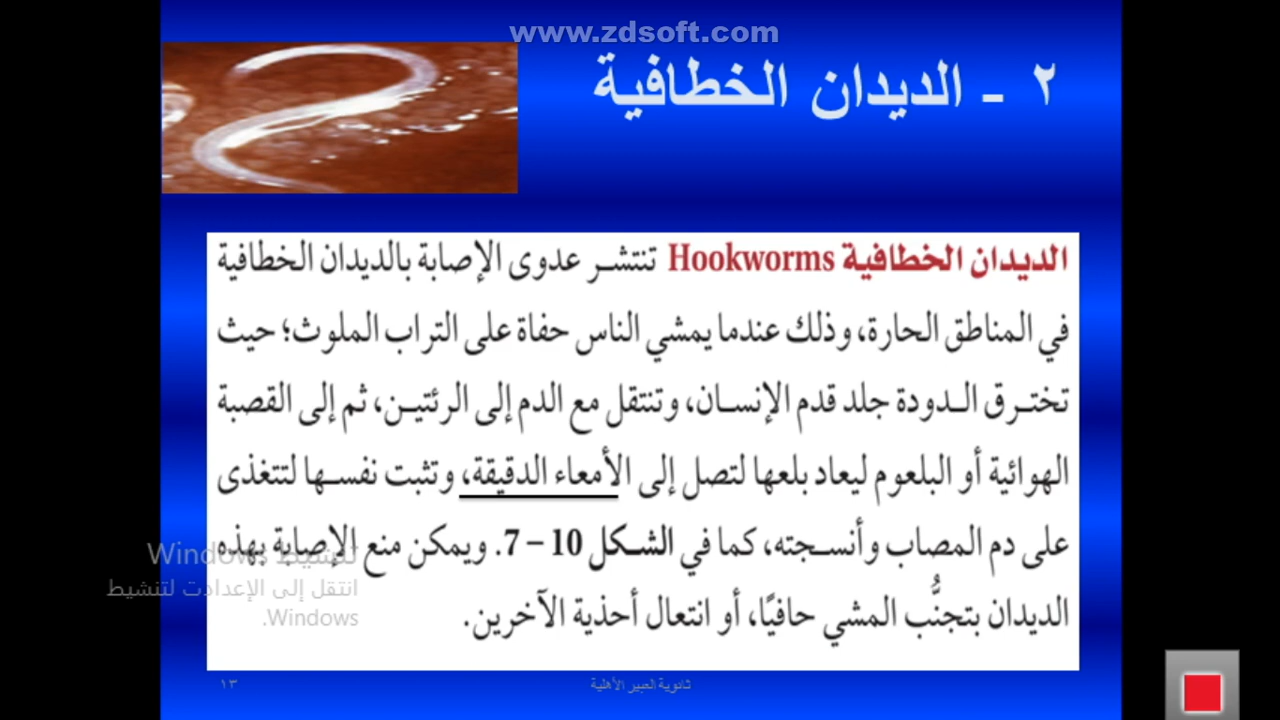 www.zdsoft.com
٢ - الديدان الخطافية
الديدان الخطافية Hookworms تنتشر عدوى الإصابة بالديدان الخطافية
في المناطق الحارة، وذلك عندما يمشي الناس حفاة على التراب الملوث؛ حيث
تخترق الدودة جلد قدم الإنسان، وتنتقل مع الدم إلى الرئتين، ثم إلى القصبة
الهوائية أو البلعوم ليعاد بلعها لتصل إلى الأمعاء الدقيقة، وتثبت نفسها لتتغذى
على دم المصاب وأنسجته، كما في الشكل 10 – 7. ويمكن منع الإصابة بهذه
الديدان بتجنُّب المشي حافيًا، أو انتعال أحذية الآخرين.
تنشيط Windows
انتقل إلى الإعدادت لتنشيط
Windows.
ثانوية العبير الأهلية
١٣